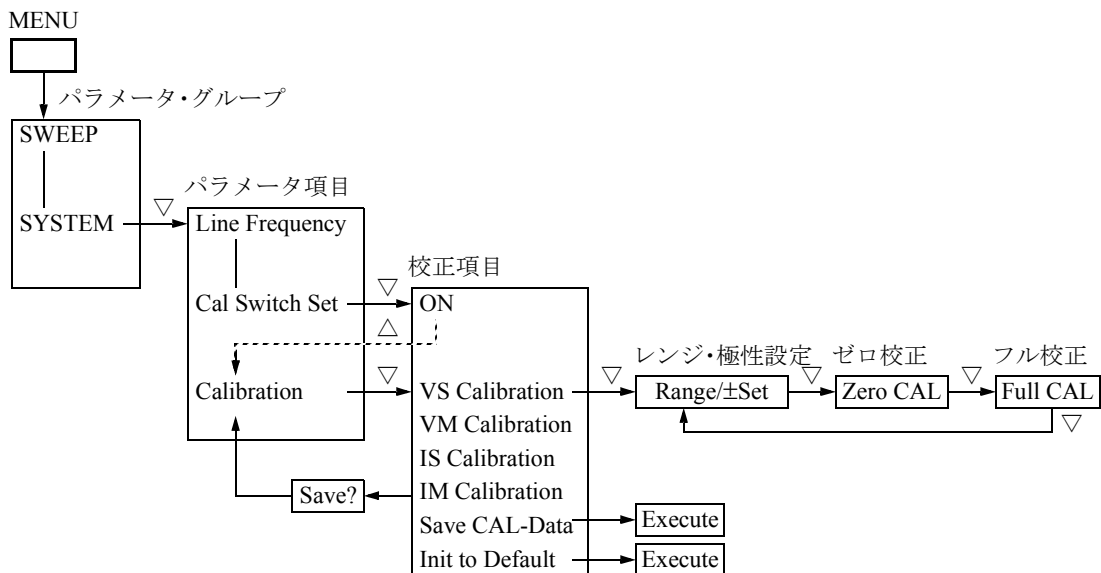 MENU
パラメータ・グループ
SWEEP
SYSTEM
▽
パラメータ項目
Line Frequency
Cal Switch Set
▽
△
Calibration
▽
校正項目
ON
VS Calibration
VM Calibration
IS Calibration
IM Calibration
Save CAL-Data
Init to Default
Save?
▽
レンジ・極性設定
Range/±Set
▽
ゼロ校正
Zero CAL
▽
フル校正
Full CAL
▽
Execute
Execute